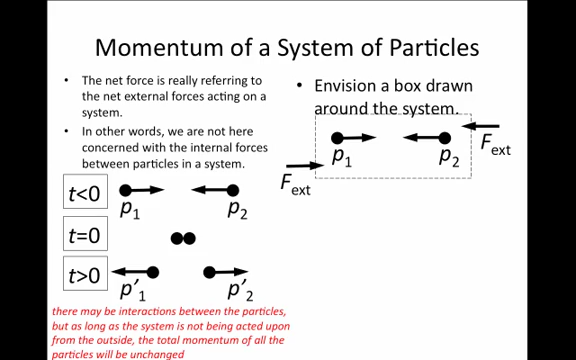 Momentum of a System of Particles
• The net force is really referring to
the net external forces acting on a
system.
• In other words, we are not here
concerned with the internal forces
between particles in a system.
t<0
p1
p2
t=0
t>0
p'1
p'2
there may be interactions between the particles,
but as long as the system is not being acted upon
from the outside, the total momentum of all the
particles will be unchanged
• Envision a box drawn
around the system.
p1
p2
Fext
Fext